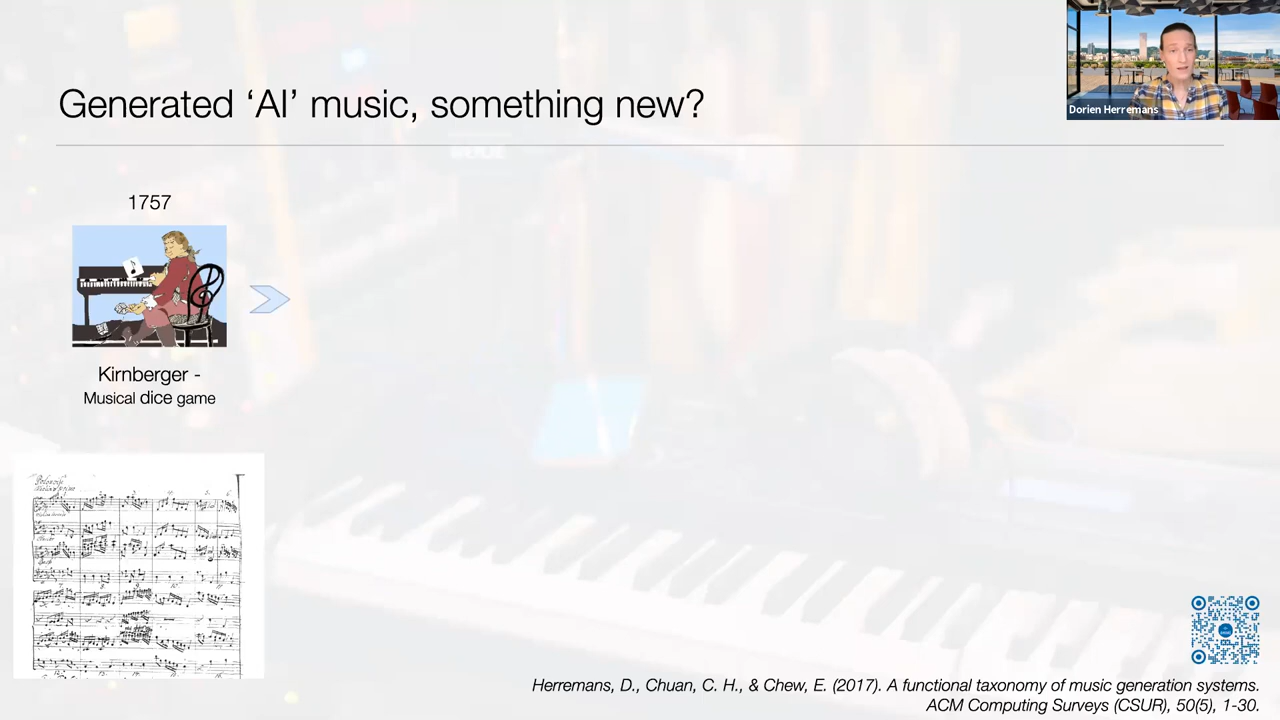 Generated ‘AI’ music, something new?
Dorien Herremans
1757
Kirnberger -
Musical dice game
Herremans, D., Chuan, C. H., & Chew, E. (2017). A functional taxonomy of music generation systems.
ACM Computing Surveys (CSUR), 50(5), 1-30.